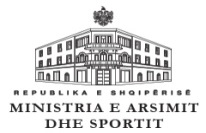 REPUBLIKA E SHQIPËRISË
MINISTRIA E ARSIMIT
DHE SPORTIT